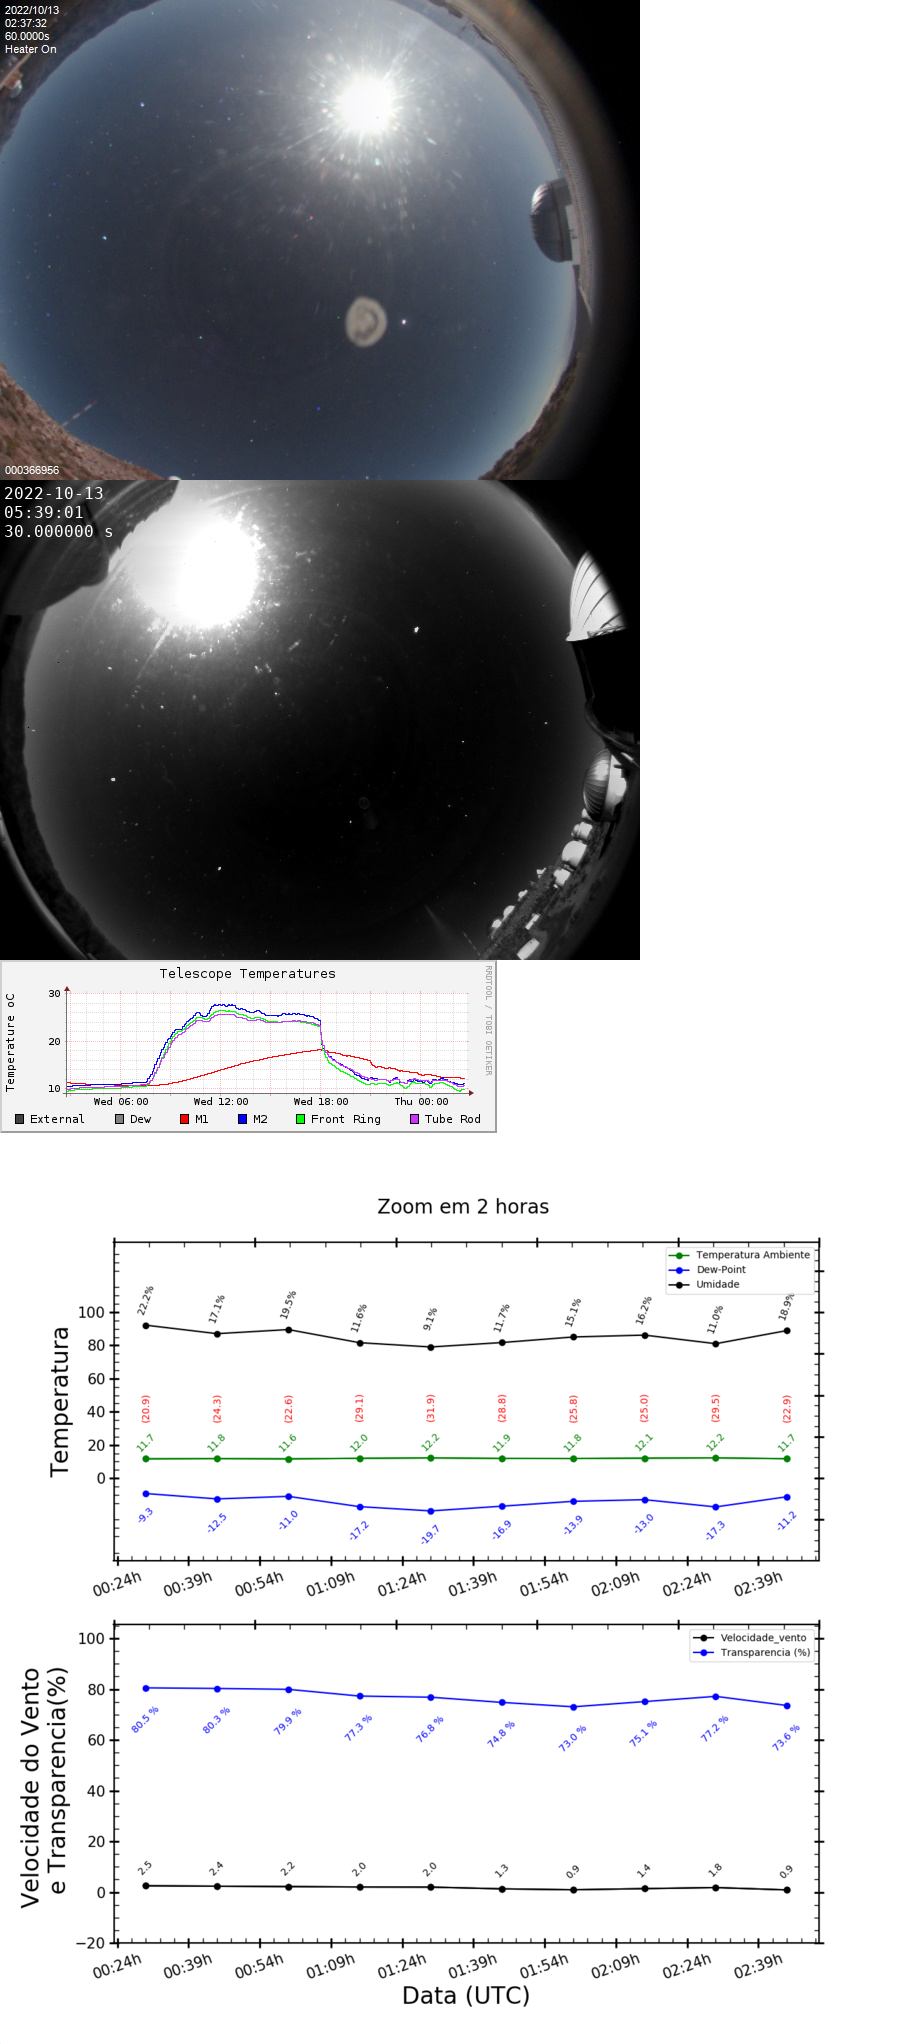 2022/10/13
02:37:32
60.0000s
Heater On
000366956
2022-10-13
05:39:01
30.000000 s
Telescope Temperatures
RRDTOOL / TOBI OETIKER
Temperature oC
30
20
10
Wed 06:00 Wed 12:00 Wed 18:00 Thu 00:00
External Dew M1 M2 Front Ring Tube Rod
Zoom em 2 horas
Temperatura Ambiente
Dew-Point
Umidade
22.2% 17.1% 19.5% 11.6% 9.1% 11.7% 15.1% 16.2% 11.0% 18.9%
Temperatura
100
80
60
40
20
0
(20.9) (24.3) (22.6) (29.1) (31.9) (28.8) (25.8) (25.0) (29.5) (22.9)
11.7 11.8 11.6 12.0 12.2 11.9 11.8 12.1 12.2 11.7
-9.3 -12.5 -11.0 -17.2 -19.7 -16.9 -13.9 -13.0 -17.3 -11.2
00:24h 00:39h 00:54h 01:09h 01:24h 01:39h 01:54h 02:09h 02:24h 02:39h
Velocidade_vento
Transparencia (%)
Velocidade do Vento
e Transparencia(%)
100
80
60
40
20
0
−20
80.5 % 80.3 % 79.9 % 77.3 % 76.8 % 74.8 % 73.0 % 75.1 % 77.2 % 73.6 %
2.5 2.4 2.2 2.0 2.0 1.3 0.9 1.4 1.8 0.9
00:24h 00:39h 00:54h 01:09h 01:24h 01:39h 01:54h 02:09h 02:24h 02:39h
Data (UTC)